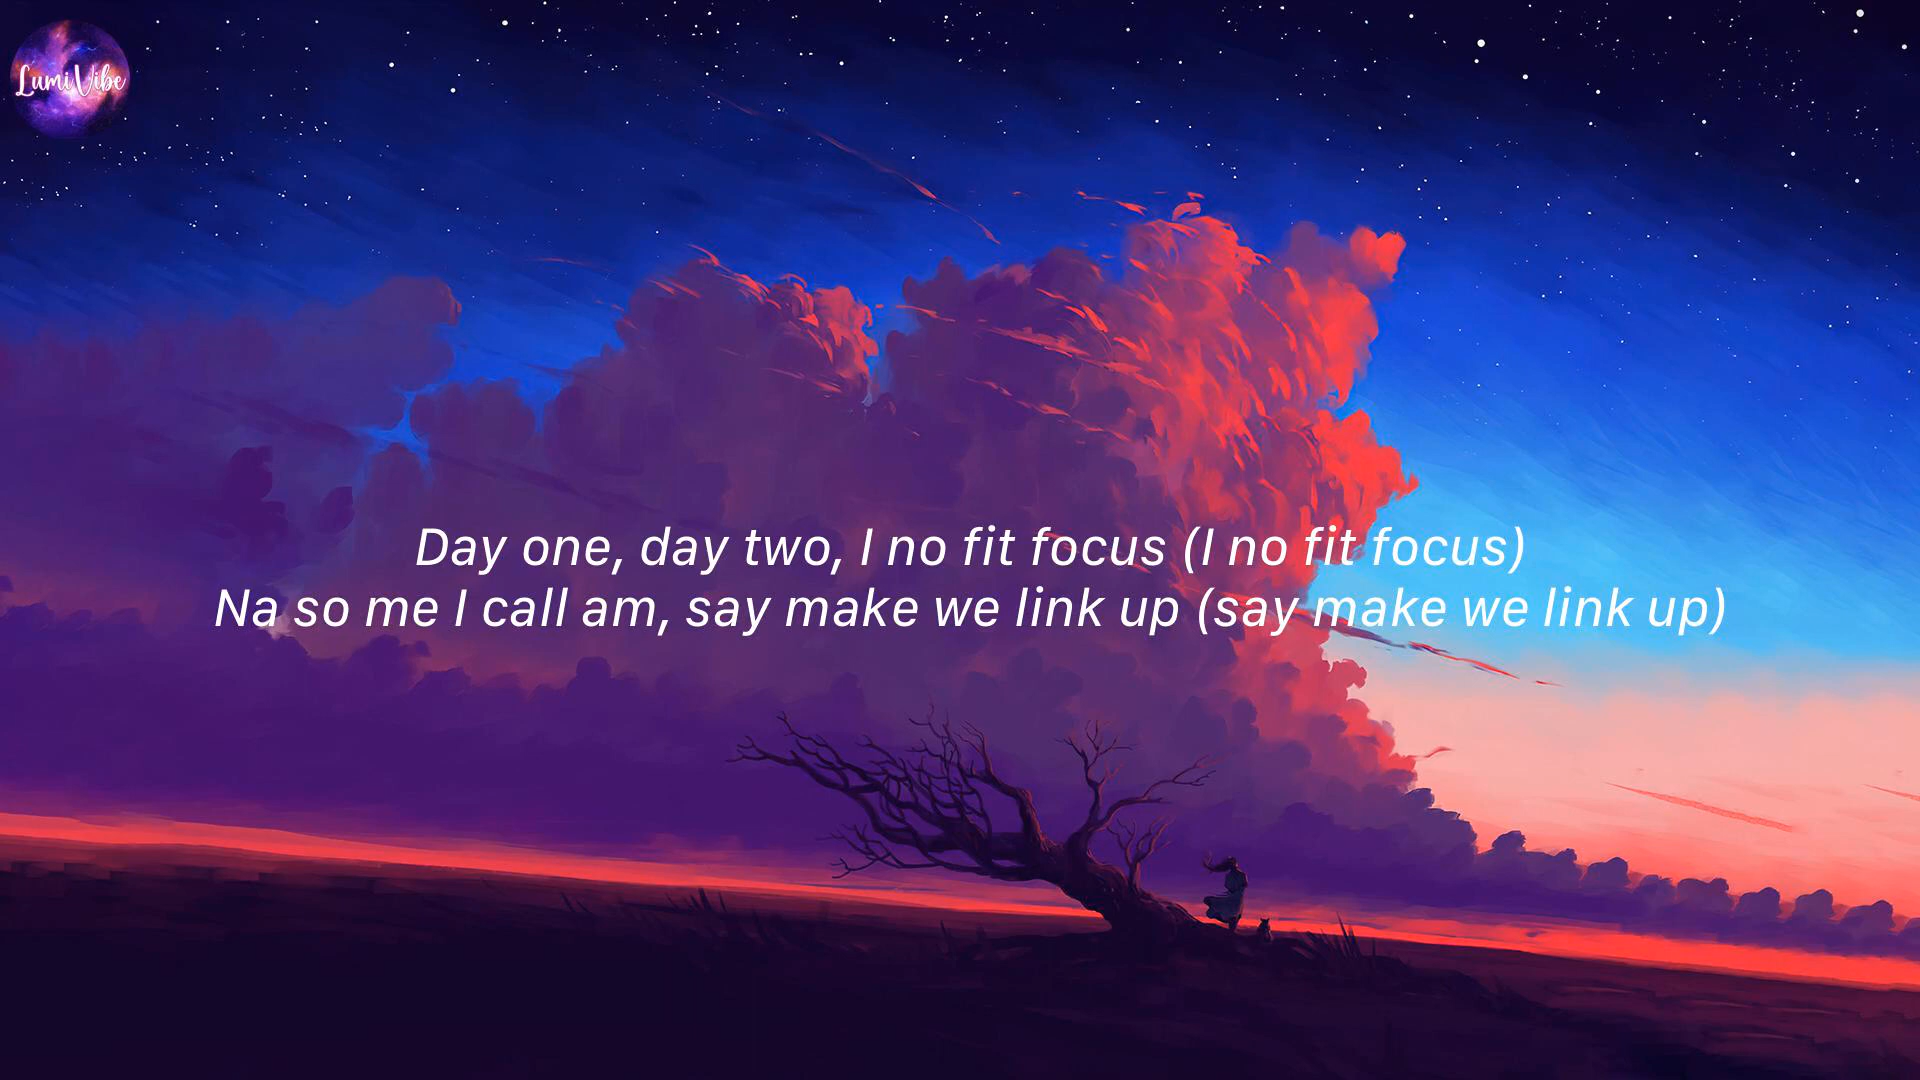 LumiVibe
Day one, day two, I no fit focus (I no fit focus)
Na so me I call am, say make we link up (say make we link up)